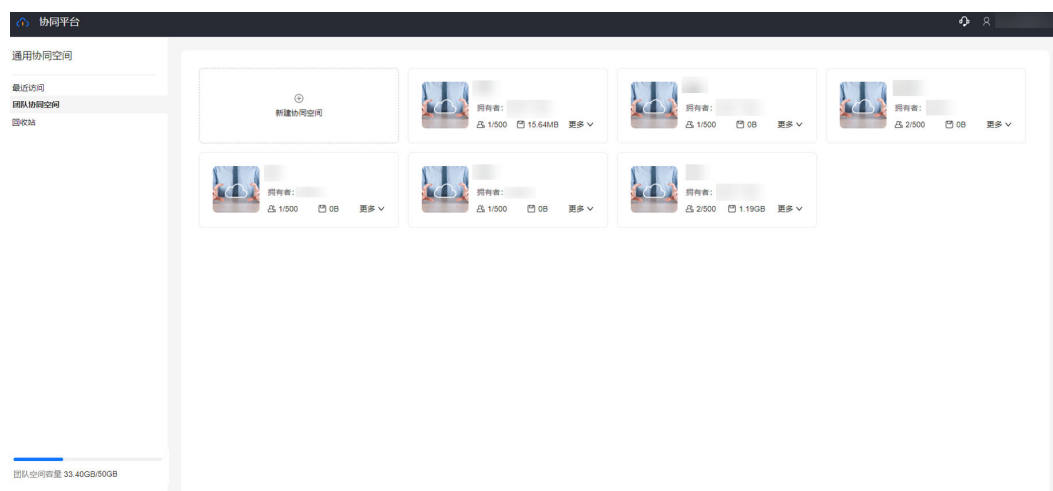 协同平台
通用协同空间
最近访问
团队协同空间
回收站
新建协同空间
拥有者：
1/500 15.64MB 更多
拥有者：
1/500 0B 更多
拥有者：
2/500 0B 更多
拥有者：
1/500 0B 更多
拥有者：
1/500 0B 更多
拥有者：
2/500 1.19GB 更多
团队空间容量 33.40GB/50GB